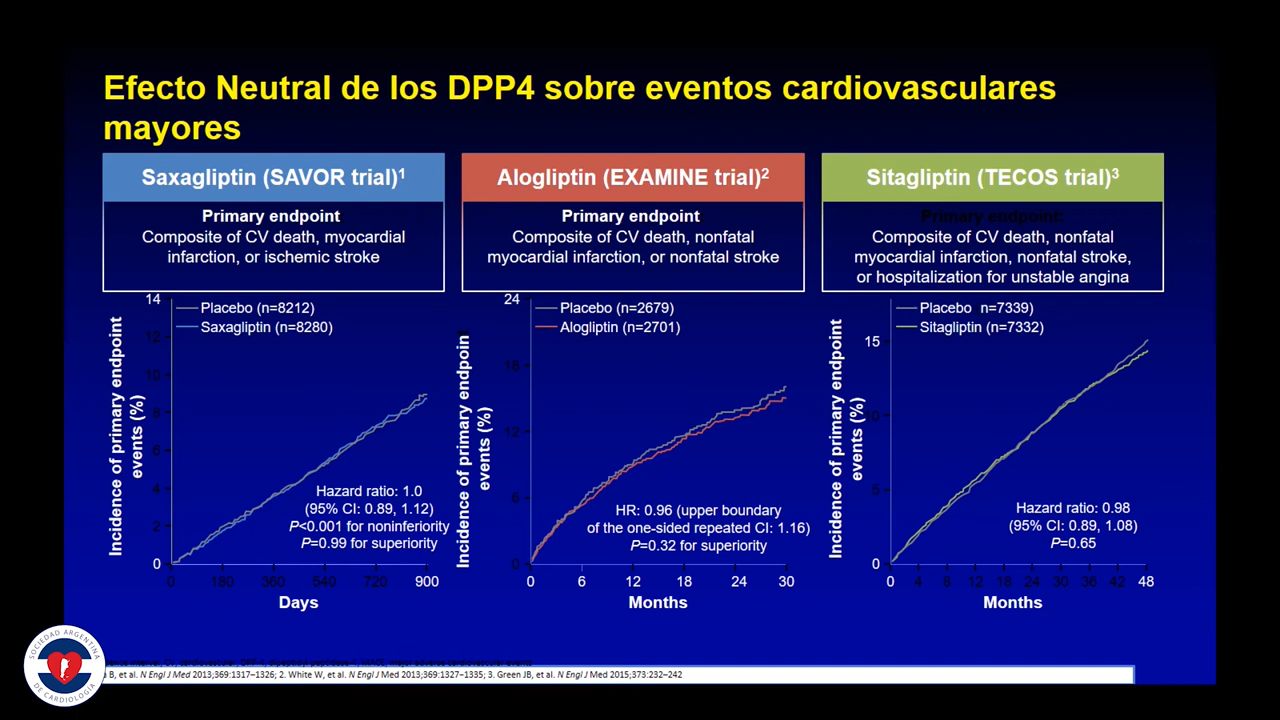 Efecto Neutral de los DPP4 sobre eventos cardiovasculares
mayores
Saxagliptin (SAVOR trial)1
Primary endpoint
Composite of CV death, myocardial
infarction, or ischemic stroke
14
12
10
8
6
4
2
0
Incidence of primary endpoint
events (%)
Placebo (n=8212)
Saxagliptin (n=8280)
Hazard ratio: 1.0
(95% CI: 0.89, 1.12)
P<0.001 for noninferiority
P=0.99 for superiority
0 180 360 540 720 900
Days
Alogliptin (EXAMINE trial)2
Primary endpoint
Composite of CV death, nonfatal
myocardial infarction, or nonfatal stroke
24
18
12
6
0
Incidence of primary endpoin
events (%)
Placebo (n=2679)
Alogliptin (n=2701)
HR: 0.96 (upper boundary
of the one-sided repeated CI: 1.16)
P=0.32 for superiority
0 6 12 18 24 30
Months
Sitagliptin (TECOS trial)3
Primary endpoint:
Composite of CV death, nonfatal
myocardial infarction, nonfatal stroke,
or hospitalization for unstable angina
15
10
5
0
Incidence of primary endpoint
events (%)
Placebo n=7339)
Sitagliptin (n=7332)
Hazard ratio: 0.98
(95% CI: 0.89, 1.08)
P=0.65
0 4 8 12 18 24 30 36 42 48
Months
B, et al. N Engl J Med 2013;369:1317–1326; 2. White W, et al. N Engl J Med 2013;369:1327–1335; 3. Green JB, et al. N Engl J Med 2015;373:232–242
SOCIEDAD ARGENTINA
DE CARDIOLOGÍA